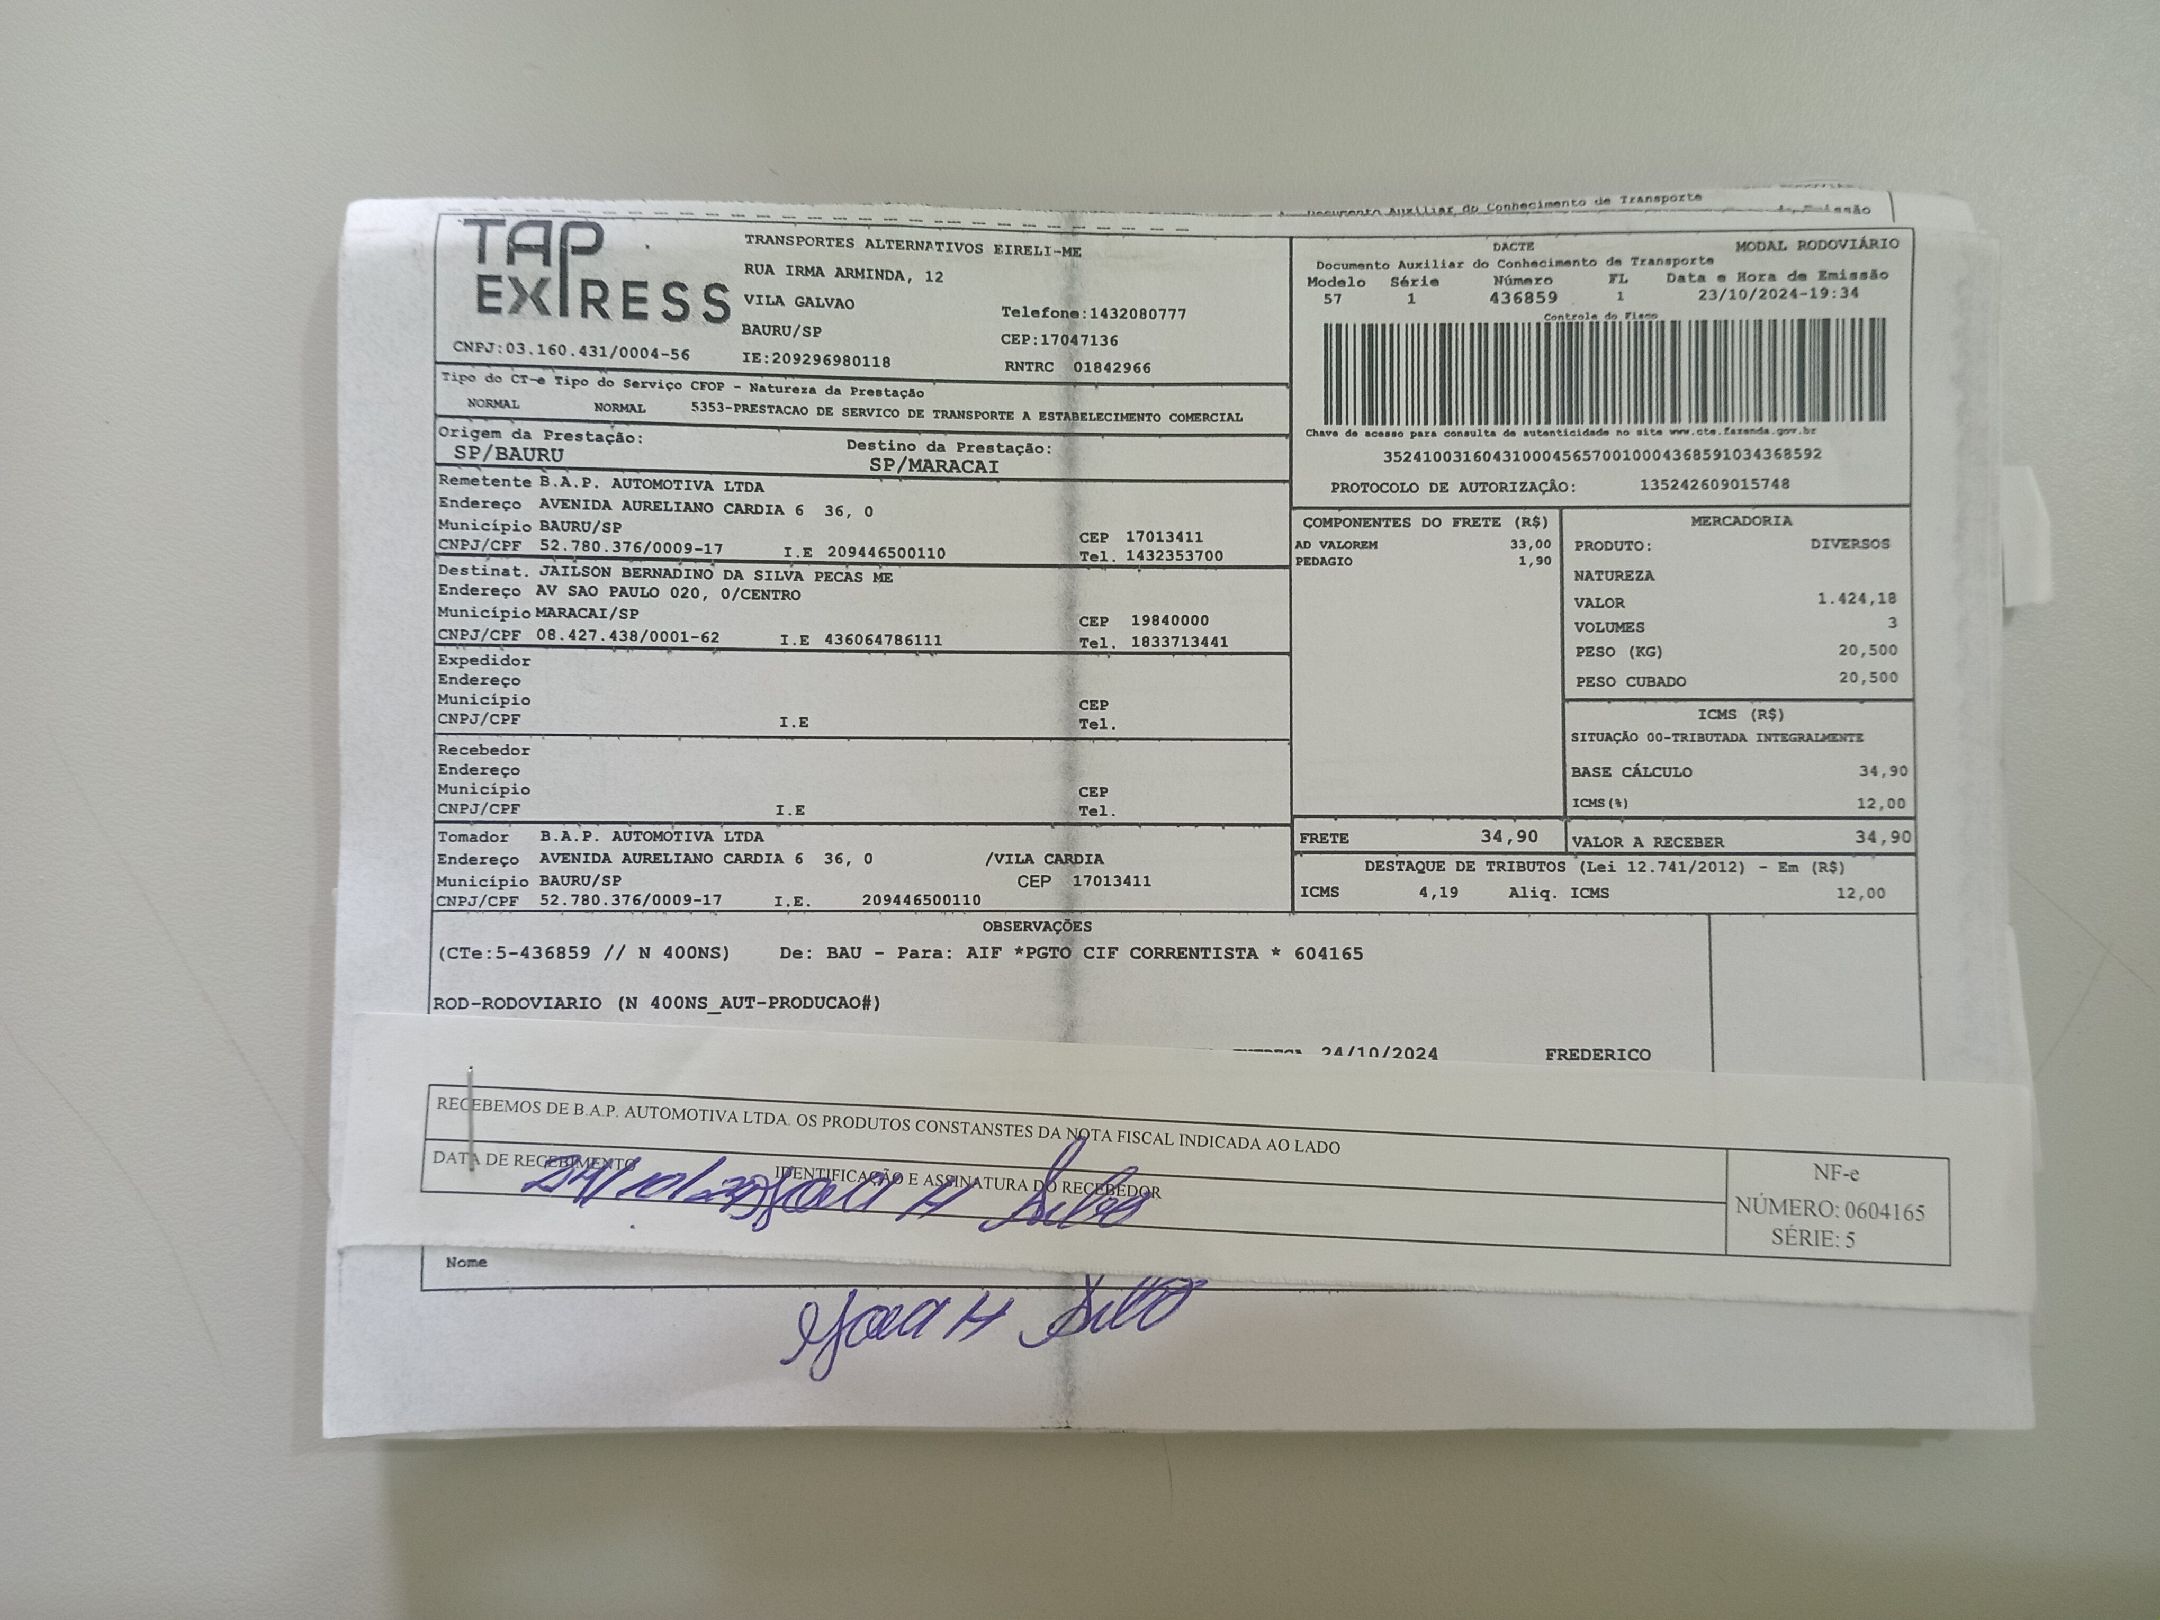 Documento Auxiliar do Conhecimento de Transporte
TAP EXPRESS
TRANSPORTES ALTERNATIVOS EIRELI-ME
RUA IRMA ARMINDA, 12
VILA GALVAO
BAURU/SP
Telefone:1432080777
CEP:17047136
CNPJ:03.160.431/0004-56
IE:209296980118
RNTRC 01842966
DACTE MODAL RODOVIÁRIO
Documento Auxiliar do Conhecimento de Transporte
Modelo Série Número FL Data e Hora de Emissão
57 1 436859 1 23/10/2024-19:34
Controle do Fisco
Chave de acesso para consulta de autenticidade no site www.cte.fazenda.gov.br
35241003160431000456570010004368591034368592
PROTOCOLO DE AUTORIZAÇÃO: 135242609015748
Tipo do CT-e Tipo do Serviço CFOP - Natureza da Prestação
NORMAL NORMAL 5353-PRESTACAO DE SERVICO DE TRANSPORTE A ESTABELECIMENTO COMERCIAL
Origem da Prestação: Destino da Prestação:
SP/BAURU SP/MARACAI
Remetente B.A.P. AUTOMOTIVA LTDA
Endereço AVENIDA AURELIANO CARDIA 6 36, 0
Município BAURU/SP CEP 17013411
CNPJ/CPF 52.780.376/0009-17 I.E 209446500110 Tel. 1432353700
Destinat. JAILSON BERNADINO DA SILVA PECAS ME
Endereço AV SAO PAULO 020, 0/CENTRO
Município MARACAI/SP CEP 19840000
CNPJ/CPF 08.427.438/0001-62 I.E 436064786111 Tel. 1833713441
Expedidor
Endereço
Município CEP
CNPJ/CPF I.E Tel.
Recebedor
Endereço
Município CEP
CNPJ/CPF I.E Tel.
Tomador B.A.P. AUTOMOTIVA LTDA
Endereço AVENIDA AURELIANO CARDIA 6 36, 0 /VILA CARDIA
Município BAURU/SP CEP 17013411
CNPJ/CPF 52.780.376/0009-17 I.E. 209446500110
COMPONENTES DO FRETE (R$)
AD VALOREM 33,00
PEDAGIO 1,90
MERCADORIA
PRODUTO: DIVERSOS
NATUREZA
VALOR 1.424,18
VOLUMES 3
PESO (KG) 20,500
PESO CUBADO 20,500
ICMS (R$)
SITUAÇÃO 00-TRIBUTADA INTEGRALMENTE
BASE CÁLCULO 34,90
ICMS(%) 12,00
FRETE 34,90 VALOR A RECEBER 34,90
DESTAQUE DE TRIBUTOS (Lei 12.741/2012) - Em (R$)
ICMS 4,19 Aliq. ICMS 12,00
OBSERVAÇÕES
(CTe:5-436859 // N 400NS) De: BAU - Para: AIF *PGTO CIF CORRENTISTA * 604165
ROD-RODOVIARIO (N 400NS_AUT-PRODUCAO#)
24/10/2024 FREDERICO
RECEBEMOS DE B.A.P. AUTOMOTIVA LTDA. OS PRODUTOS CONSTANSTES DA NOTA FISCAL INDICADA AO LADO
DATA DE RECEBIMENTO IDENTIFICAÇÃO E ASSINATURA DO RECEBEDOR
NF-e
NÚMERO: 0604165
SÉRIE: 5
Nome